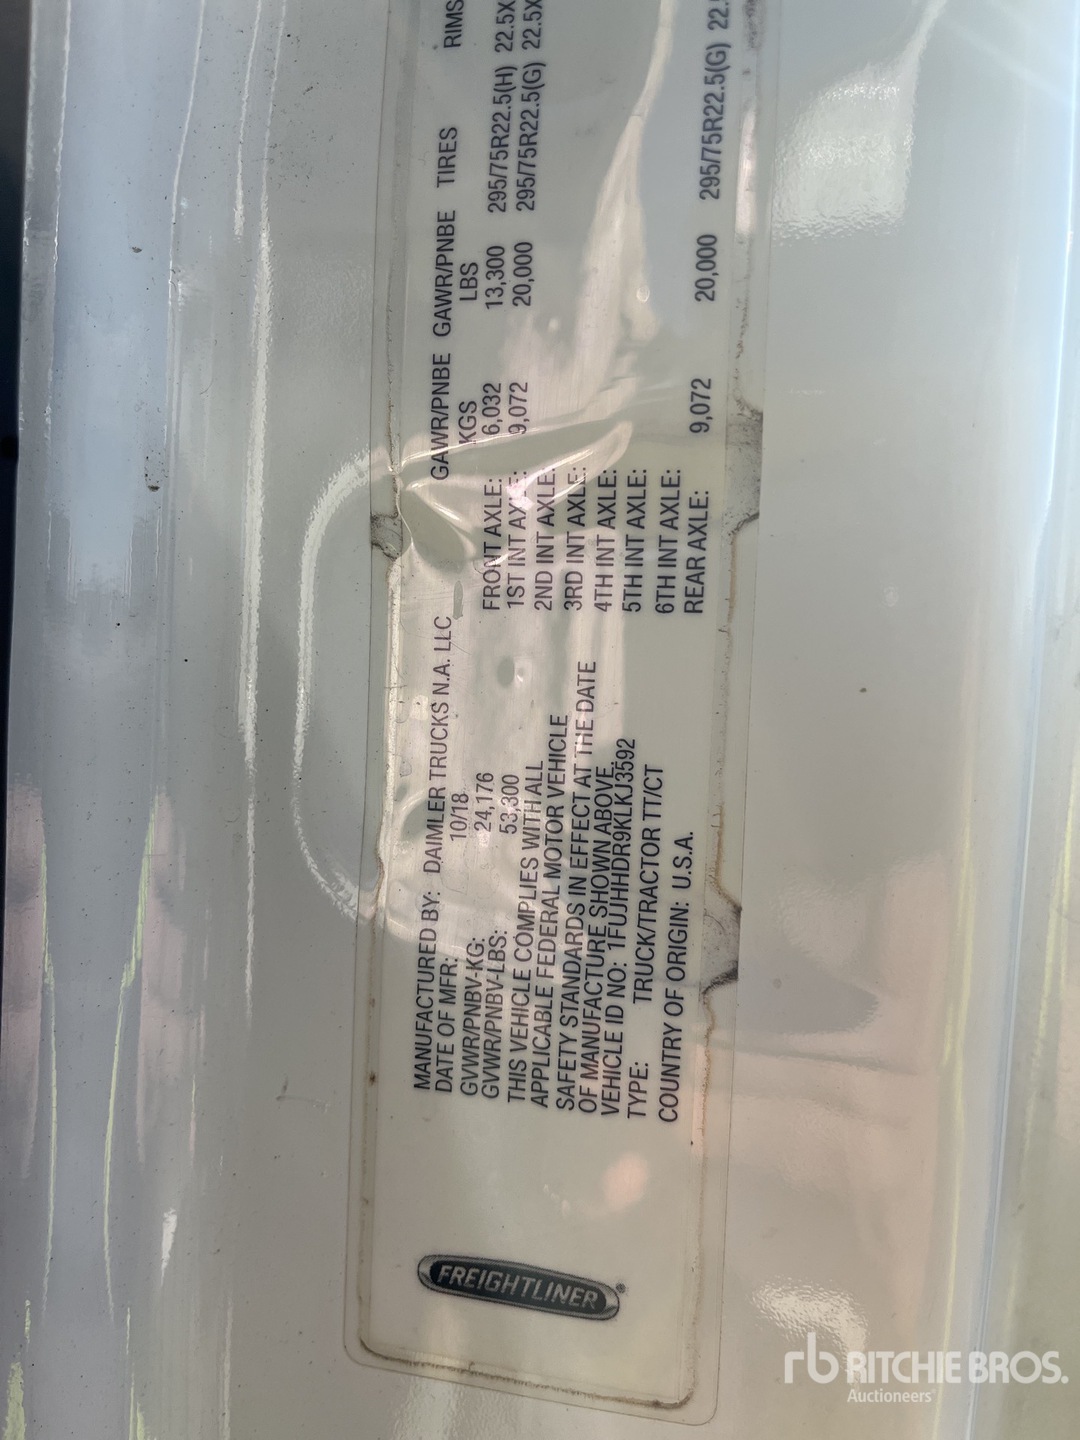 FREIGHTLINER®
MANUFACTURED BY: DAIMLER TRUCKS N.A. LLC
DATE OF MFR: 10/18
GVWR/PNBV-KG: 24,176
GVWR/PNBV-LBS: 53,300
THIS VEHICLE COMPLIES WITH ALL
APPLICABLE FEDERAL MOTOR VEHICLE
SAFETY STANDARDS IN EFFECT AT THE DATE
OF MANUFACTURE SHOWN ABOVE.
VEHICLE ID NO: 1FUJHHDR9KLKJ3592
TYPE: TRUCK/TRACTOR TT/CT
COUNTRY OF ORIGIN: U.S.A.
GAWR/PNBE GAWR/PNBE TIRES RIMS
KGS LBS
FRONT AXLE: 6,032 13,300 295/75R22.5(H) 22.5X
1ST INT AXLE: 9,072 20,000 295/75R22.5(G) 22.5X
2ND INT AXLE:
3RD INT AXLE:
4TH INT AXLE:
5TH INT AXLE:
6TH INT AXLE:
REAR AXLE: 9,072 20,000 295/75R22.5(G) 22.
rb RITCHIE BROS.
Auctioneers